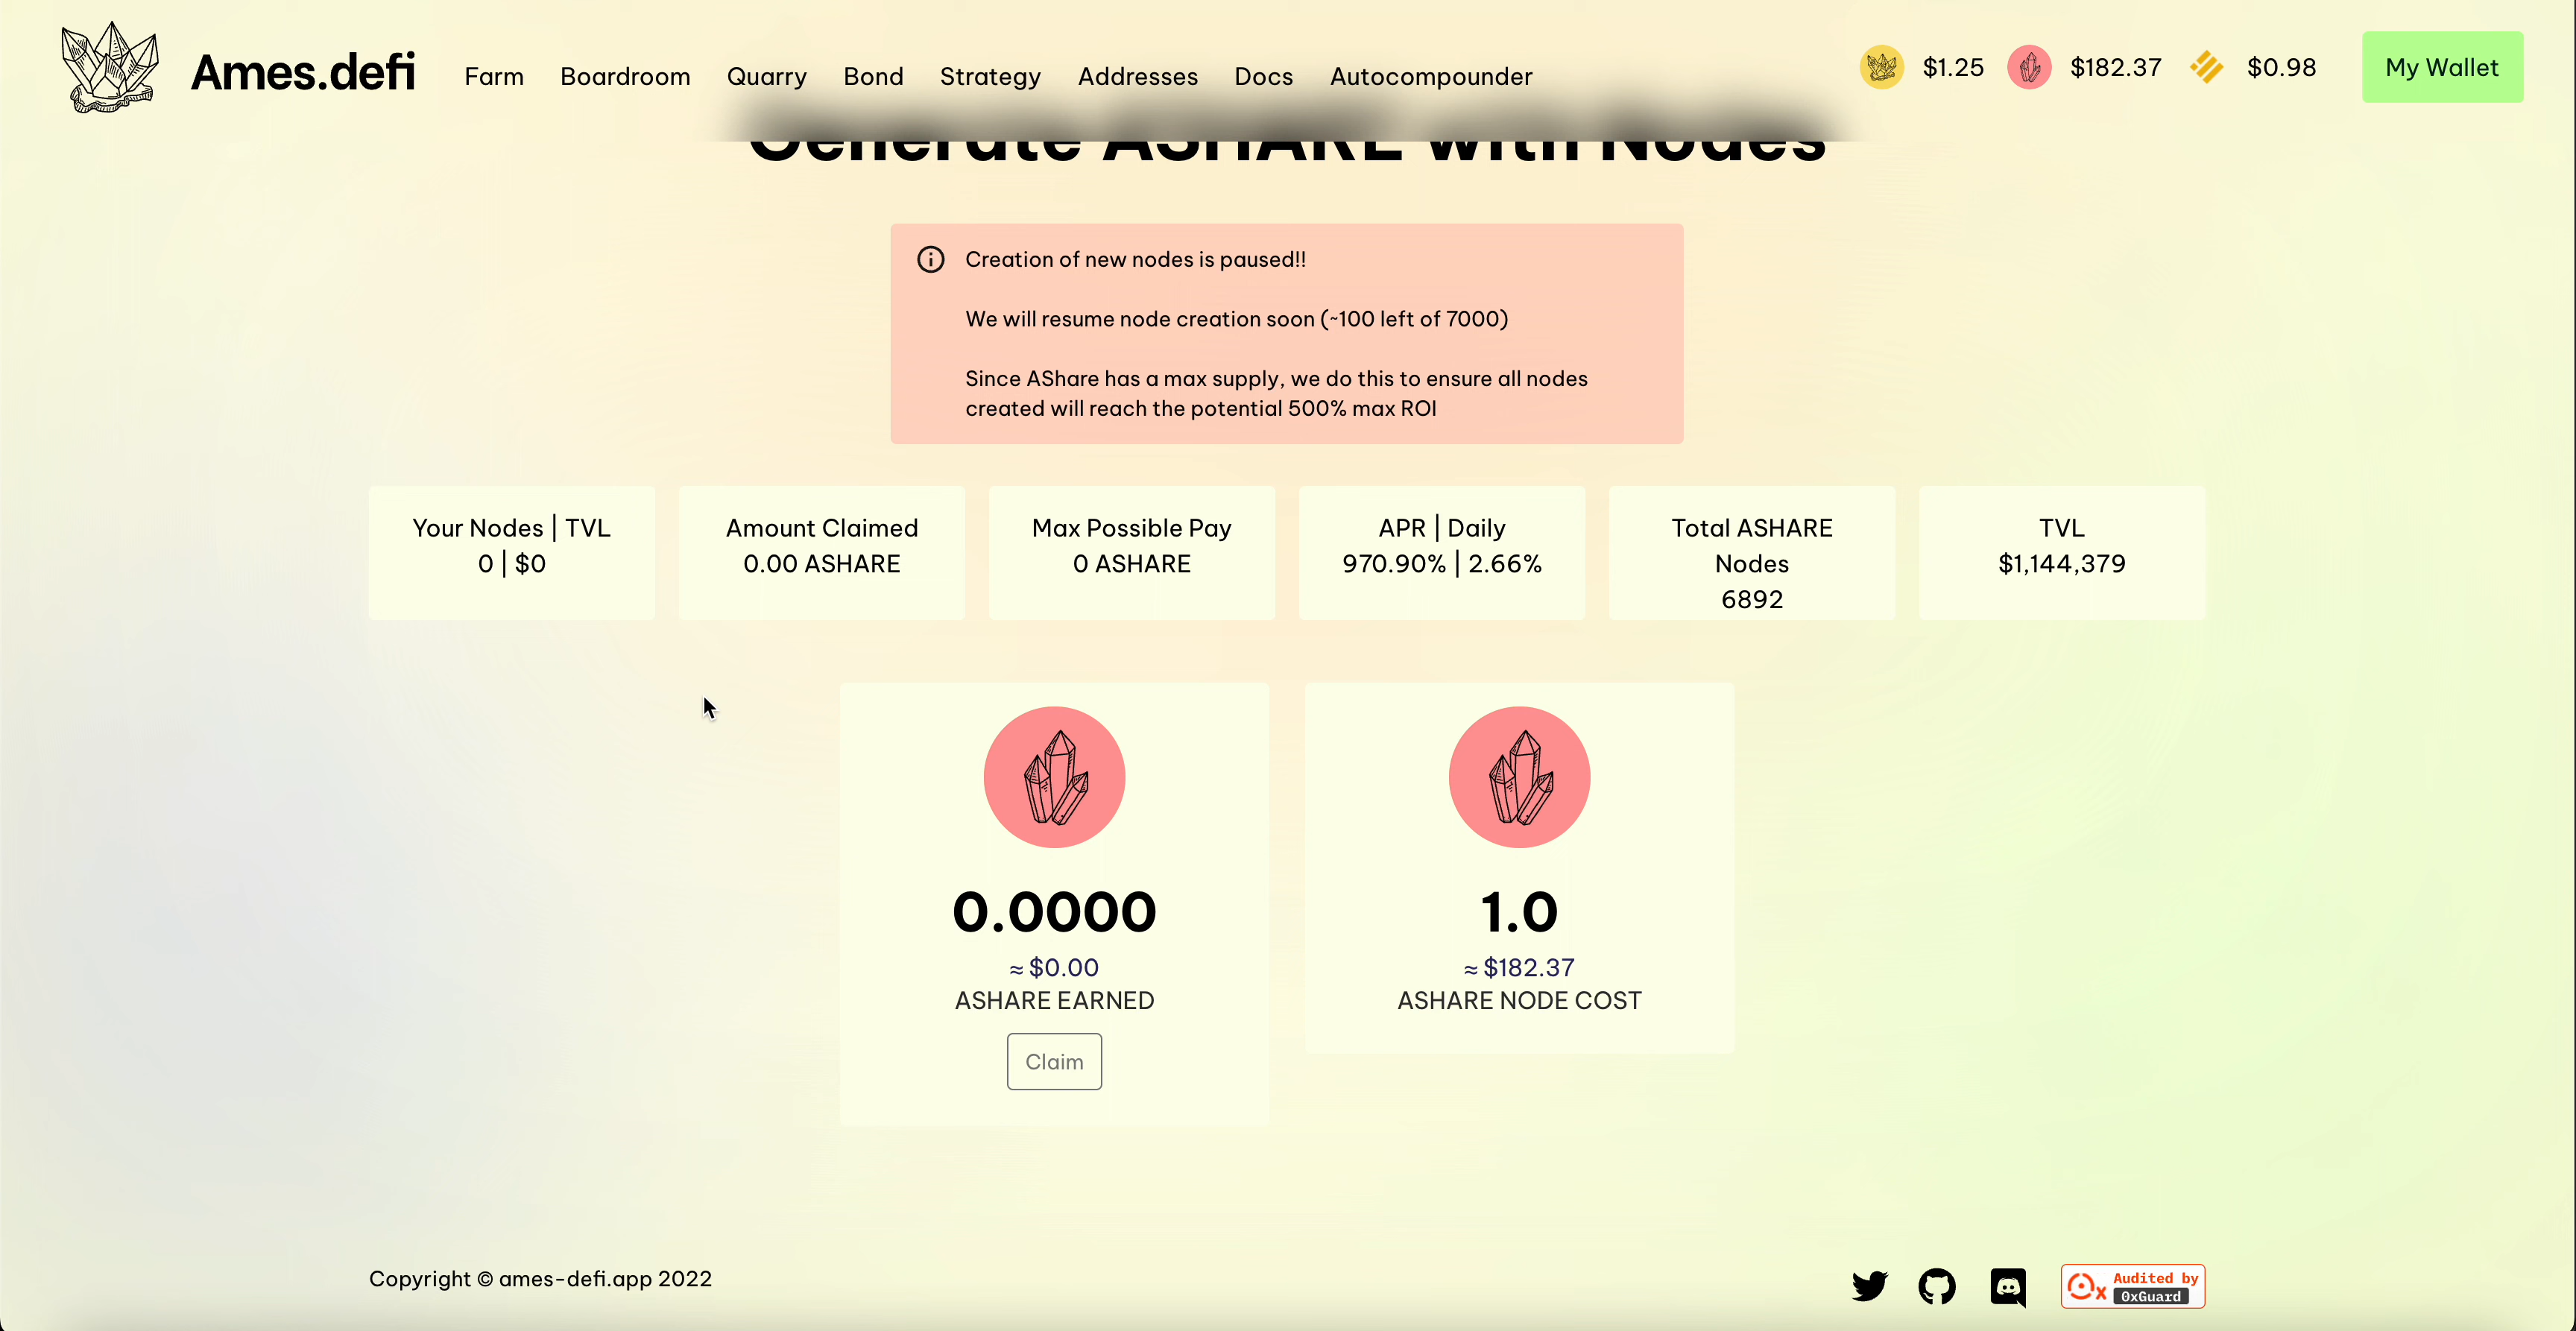 Ames.defi
Farm Boardroom Quarry Bond Strategy Addresses Docs Autocompounder
$1.25 $182.37 $0.98 My Wallet
Generate ASHARE with Nodes
Creation of new nodes is paused!!
We will resume node creation soon (~100 left of 7000)
Since AShare has a max supply, we do this to ensure all nodes
created will reach the potential 500% max ROI
Your Nodes | TVL
0 | $0
Amount Claimed
0.00 ASHARE
Max Possible Pay
0 ASHARE
APR | Daily
970.90% | 2.66%
Total ASHARE
Nodes
6892
TVL
$1,144,379
0.0000
≈ $0.00
ASHARE EARNED
Claim
1.0
≈ $182.37
ASHARE NODE COST
Copyright © ames-defi.app 2022
Audited by
0xGuard